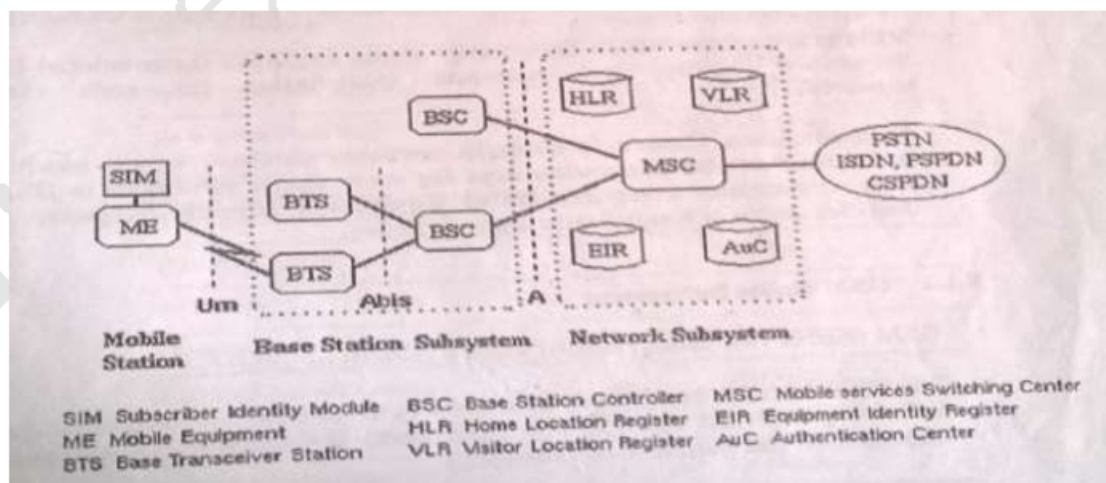 HLR
VLR
BSC
PSTN
ISDN, PSPDN
CSPDN
MSC
SIM
ME
BTS
BSC
EIR
AuC
BTS
Um
Abis
A
Mobile
Station
Base Station Subsystem
Network Subsystem
SIM Subscriber Identity Module
BSC Base Station Controller
MSC Mobile services Switching Center
ME Mobile Equipment
HLR Home Location Register
EIR Equipment Identity Register
BTS Base Transceiver Station
VLR Visitor Location Register
AuC Authentication Center